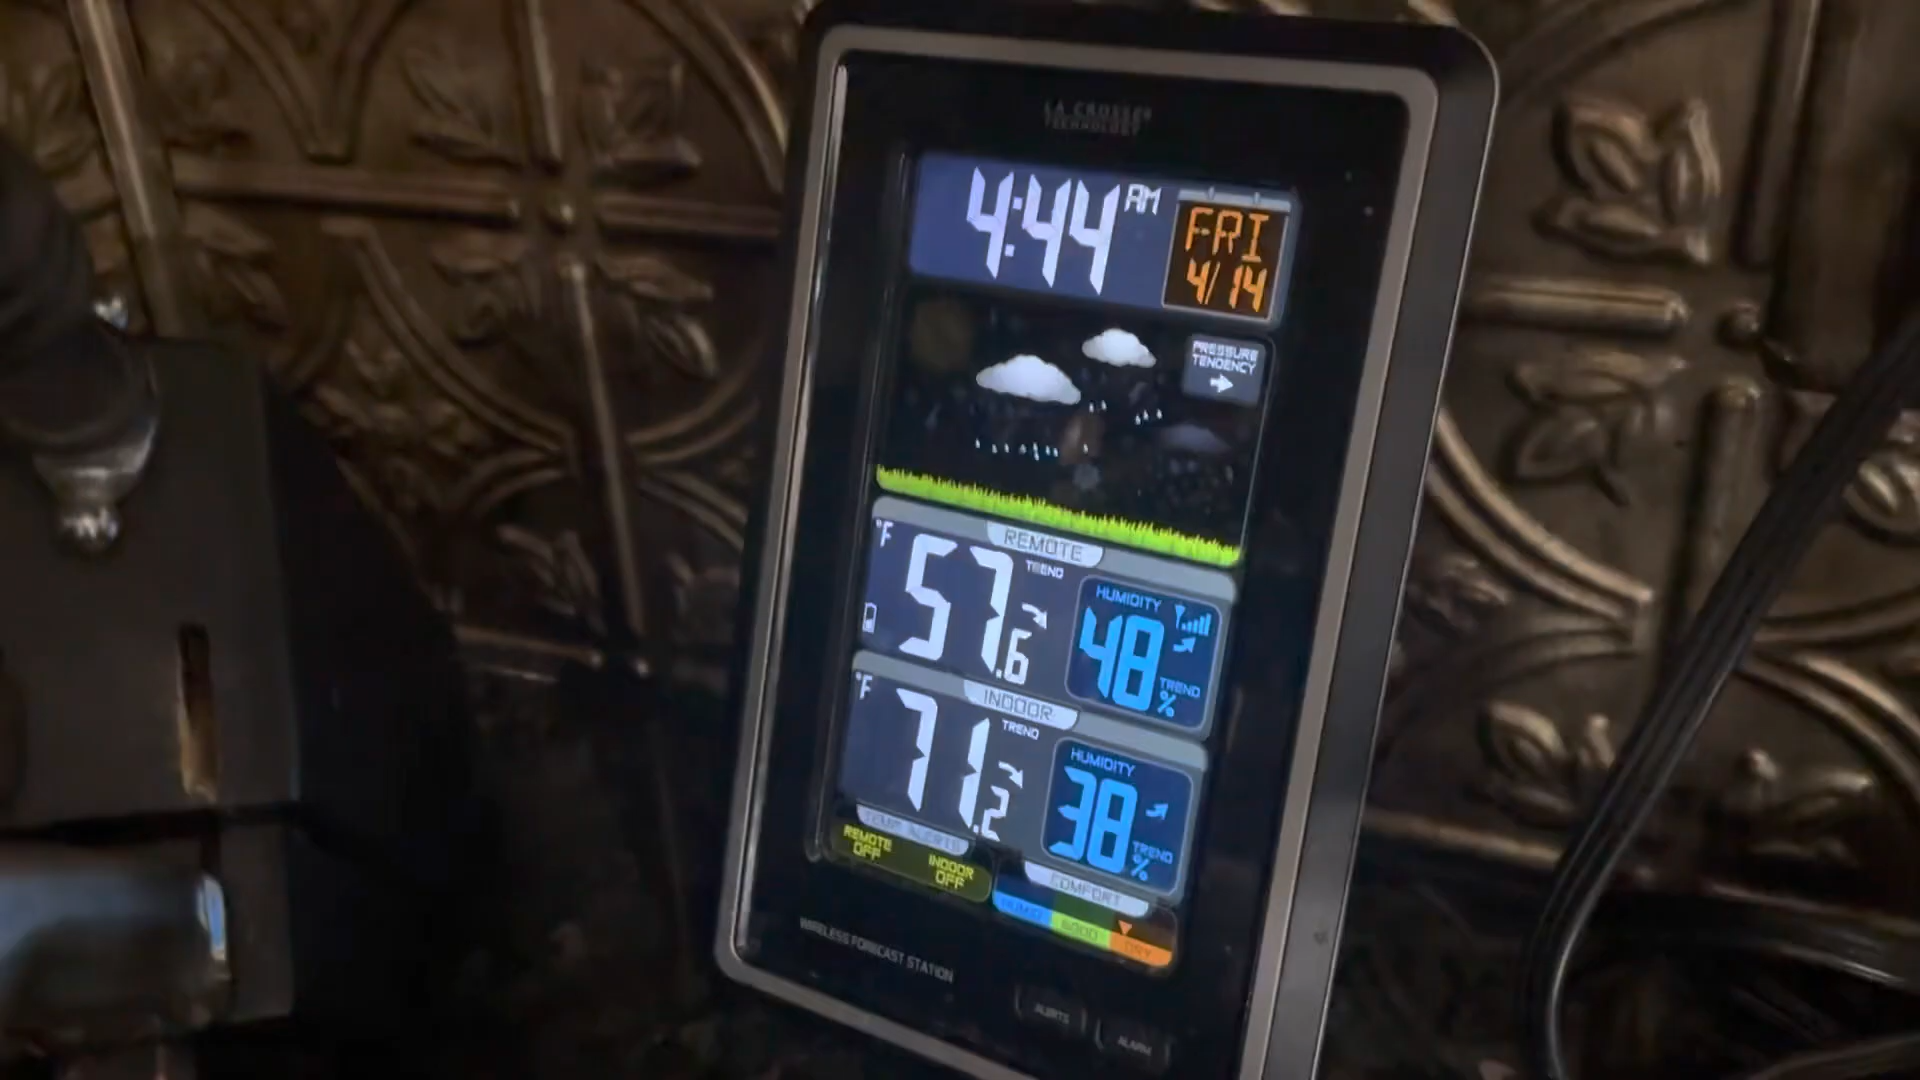 LA CROSSE
TECHNOLOGY
4:44 AM
FRI
4/14
PRESSURE
TENDENCY
REMOTE
°F
57.6
TREND
HUMIDITY
48
TREND
%
INDOOR
°F
71.2
TREND
HUMIDITY
38
TREND
%
TEMP ALERTS
REMOTE
OFF
INDOOR
OFF
COMFORT
HUMID
GOOD
DRY
WIRELESS FORECAST STATION
ALERTS
ALARM